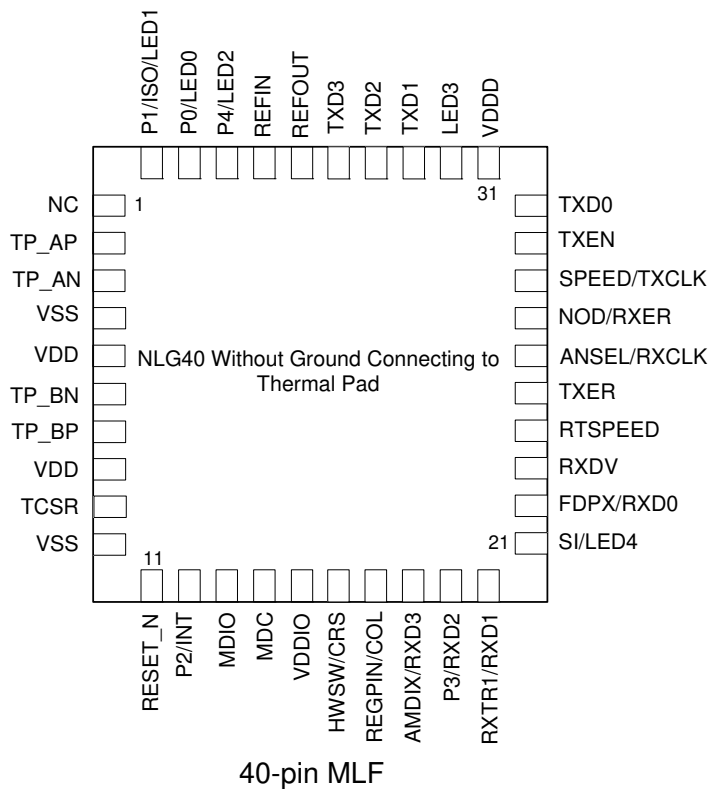 P1/ISO/LED1
P0/LED0
P4/LED2
REFIN
REFOUT
TXD3
TXD2
TXD1
LED3
VDDD
NC
1
31
TXD0
TP_AP
TXEN
TP_AN
SPEED/TXCLK
VSS
NOD/RXER
VDD
NLG40 Without Ground Connecting to
Thermal Pad
ANSEL/RXCLK
TP_BN
TXER
TP_BP
RTSPEED
VDD
RXDV
TCSR
FDPX/RXD0
VSS
11
21
SI/LED4
RESET_N
P2/INT
MDIO
MDC
VDDIO
HWSW/CRS
REGPIN/COL
AMDIX/RXD3
P3/RXD2
RXTR1/RXD1
40-pin MLF